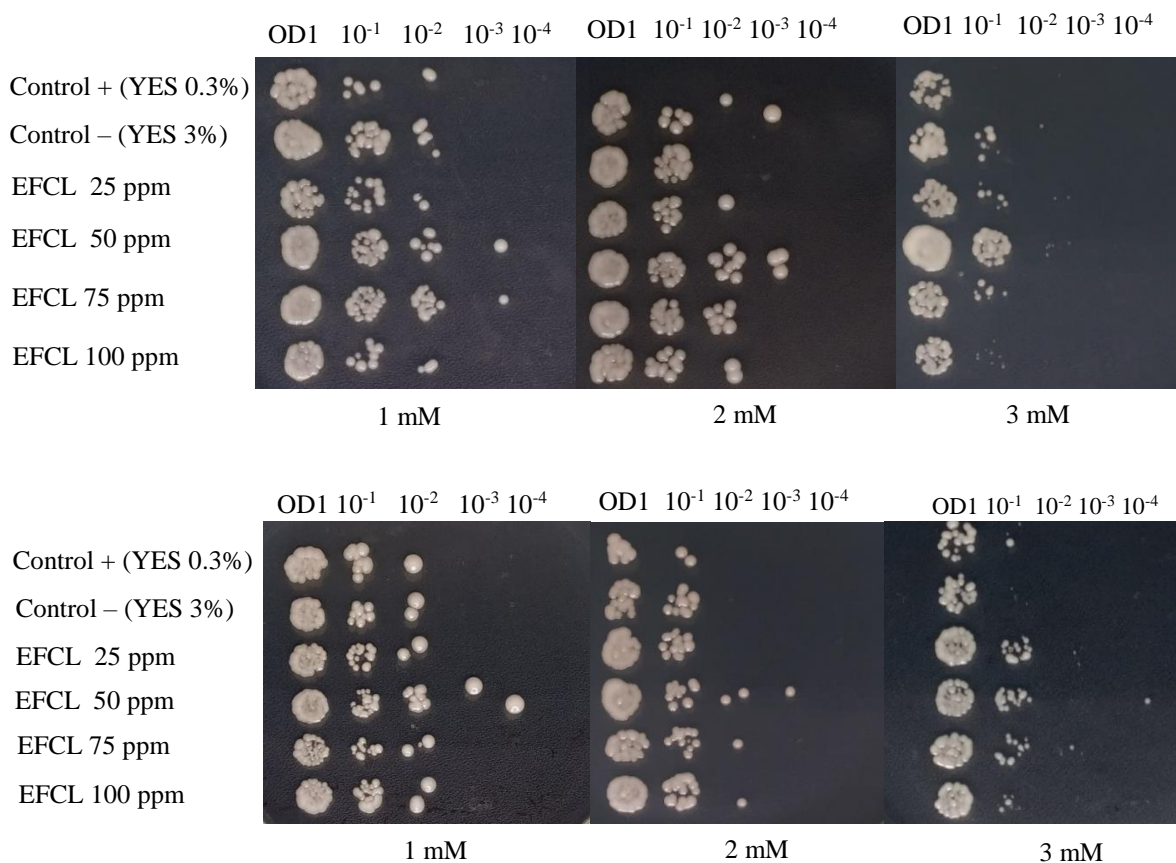 OD1 10⁻¹ 10⁻² 10⁻³ 10⁻⁴ OD1 10⁻¹ 10⁻² 10⁻³ 10⁻⁴ OD1 10⁻¹ 10⁻² 10⁻³ 10⁻⁴
Control + (YES 0.3%)
Control – (YES 3%)
EFCL 25 ppm
EFCL 50 ppm
EFCL 75 ppm
EFCL 100 ppm
1 mM 2 mM 3 mM
OD1 10⁻¹ 10⁻² 10⁻³ 10⁻⁴ OD1 10⁻¹ 10⁻² 10⁻³ 10⁻⁴ OD1 10⁻¹ 10⁻² 10⁻³ 10⁻⁴
Control + (YES 0.3%)
Control – (YES 3%)
EFCL 25 ppm
EFCL 50 ppm
EFCL 75 ppm
EFCL 100 ppm
1 mM 2 mM 3 mM